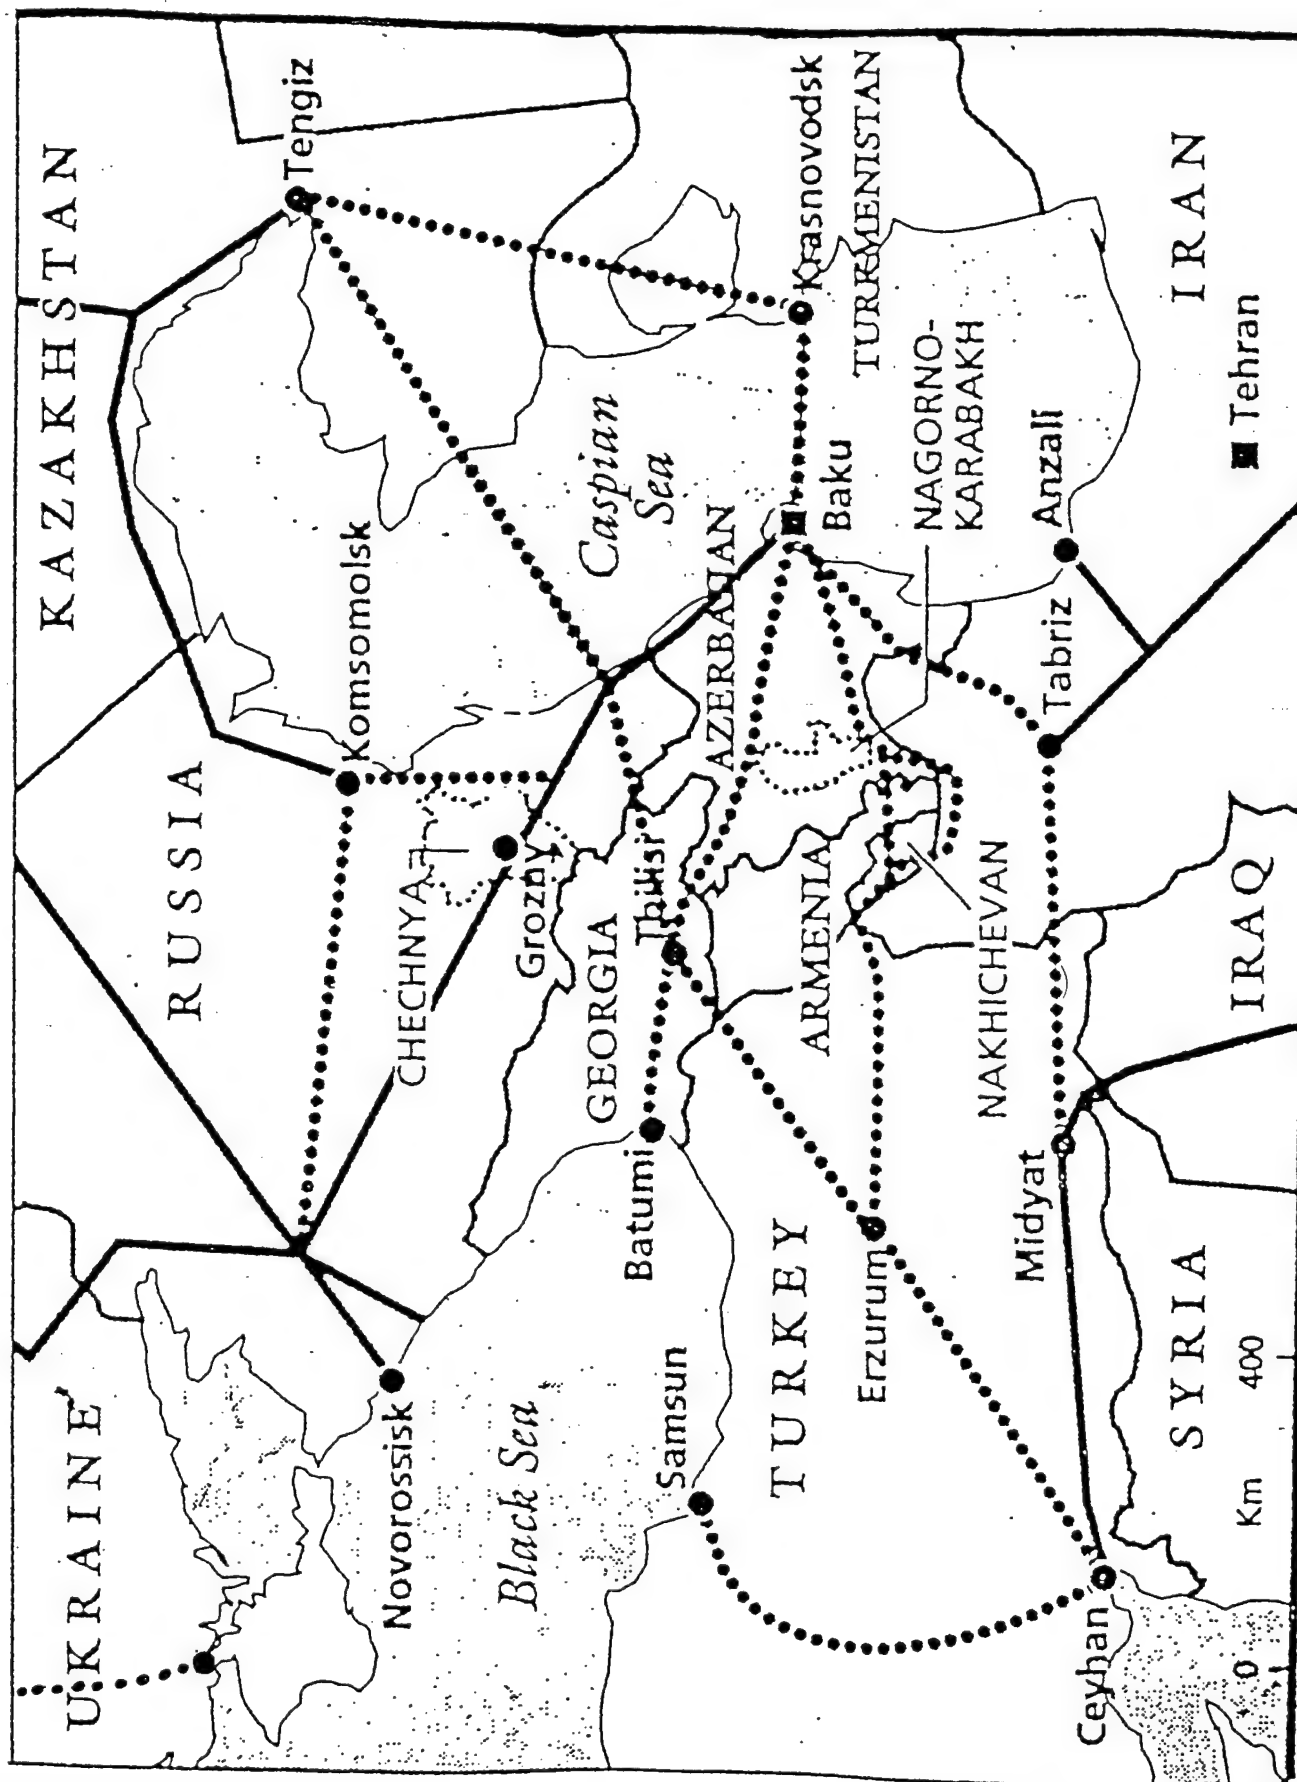 UKRAINE
RUSSIA
KAZAKHSTAN
Tengiz
Komsomolsk
Novorossisk
CHECHNYA
Grozny
Black Sea
Caspian
Sea
GEORGIA
Tbilisi
Batumi
Samsun
AZERBAIJAN
Baku
Krasnovodsk
TURKMENISTAN
TURKEY
Erzurum
ARMENIA
NAGORNO-
KARABAKH
NAKHICHEVAN
Anzali
Tabriz
Midyat
Ceyhan
SYRIA
IRAQ
IRAN
Tehran
0 Km 400